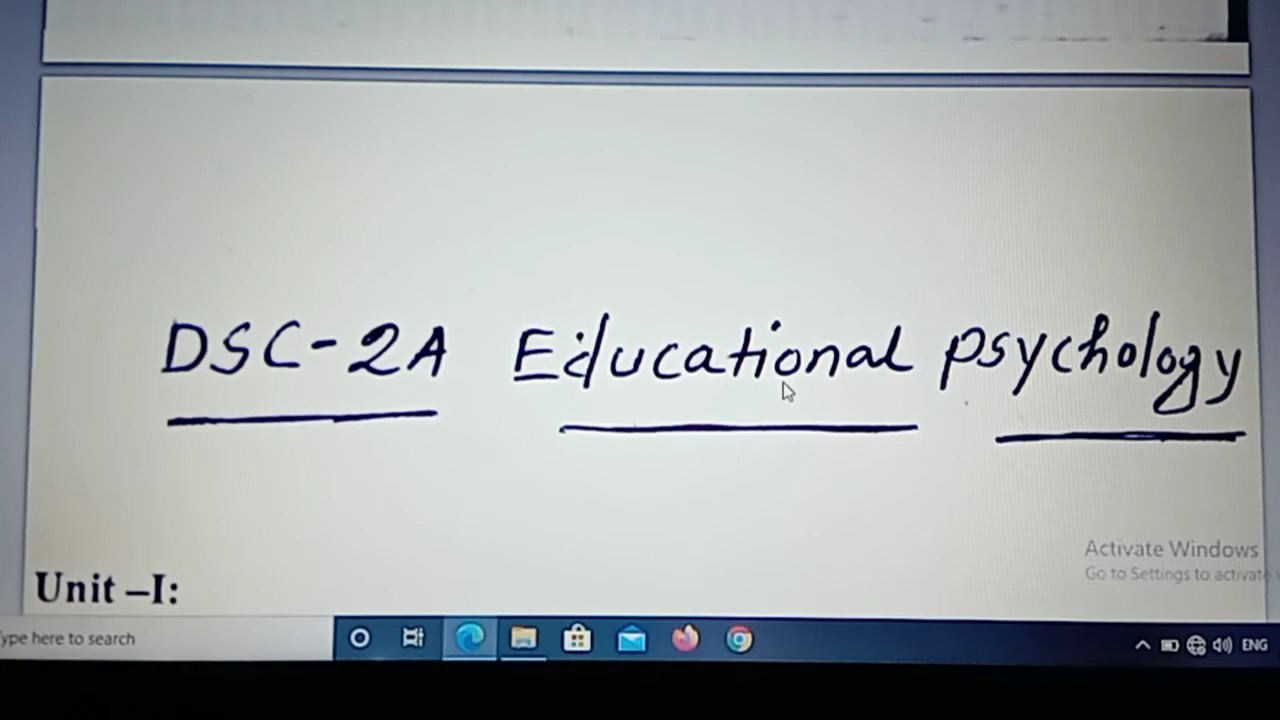 DSC-2A Educational psychology
Activate Windows
Go to Settings to activate
Unit –I:
ype here to search
ENG